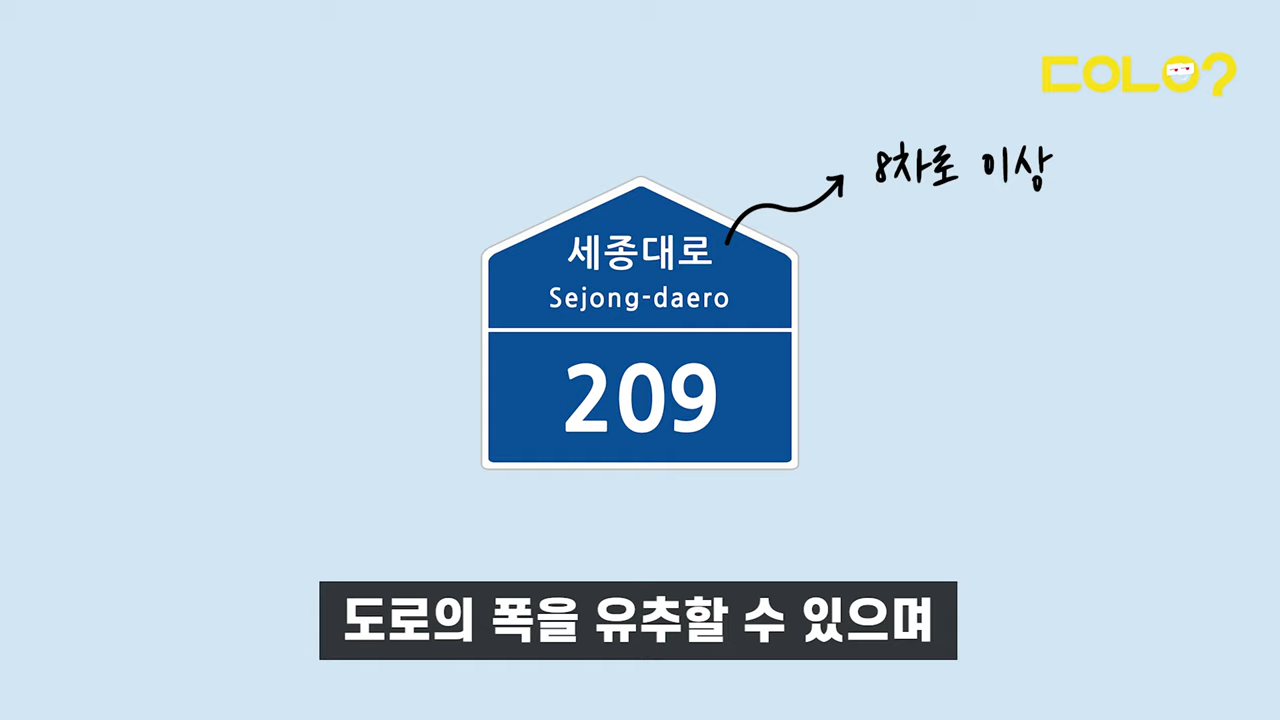 COLO?
8차로 이상
세종대로
Sejong-daero
209
도로의 폭을 유추할 수 있으며